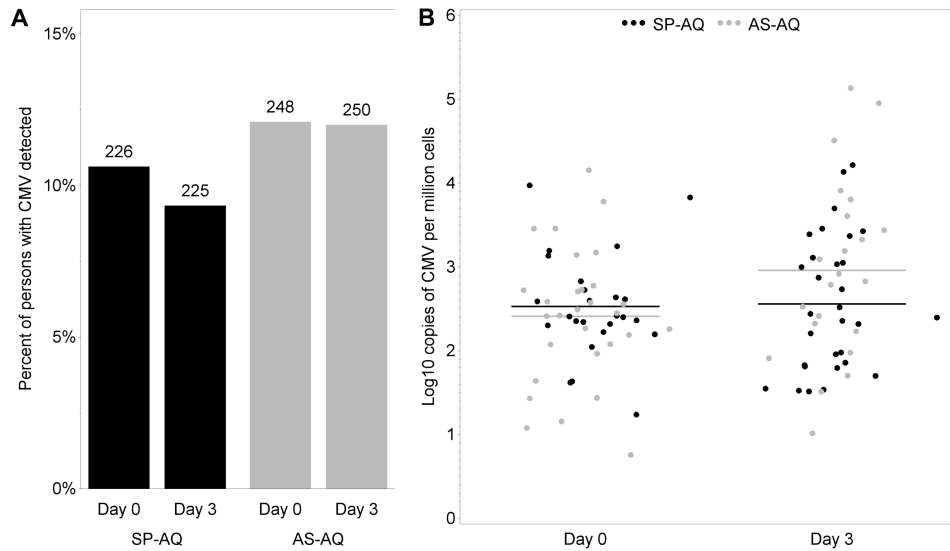 A
Percent of persons with CMV detected
15%
10%
5%
0%
226
225
248
250
Day 0 Day 3 Day 0 Day 3
SP-AQ AS-AQ
B
SP-AQ AS-AQ
Log10 copies of CMV per million cells
6
5
4
3
2
1
0
Day 0 Day 3